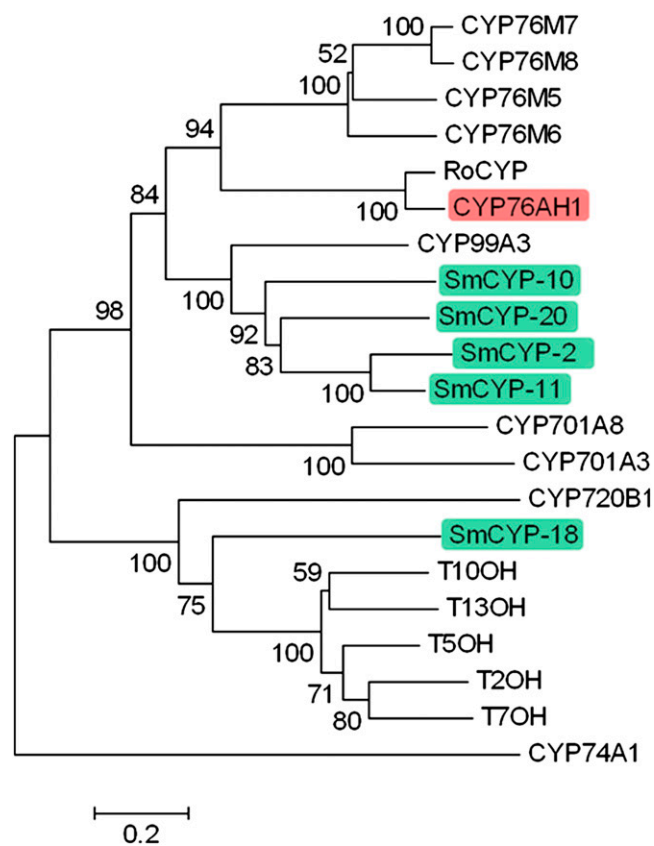 CYP76M7
100
52
CYP76M8
100
CYP76M5
94
CYP76M6
RoCYP
84
100
CYP76AH1
CYP99A3
SmCYP-10
100
98
SmCYP-20
92
SmCYP-2
83
100
SmCYP-11
CYP701A8
100
CYP701A3
CYP720B1
SmCYP-18
100
59
T10OH
75
T13OH
T5OH
100
T2OH
71
80
T7OH
CYP74A1
0.2